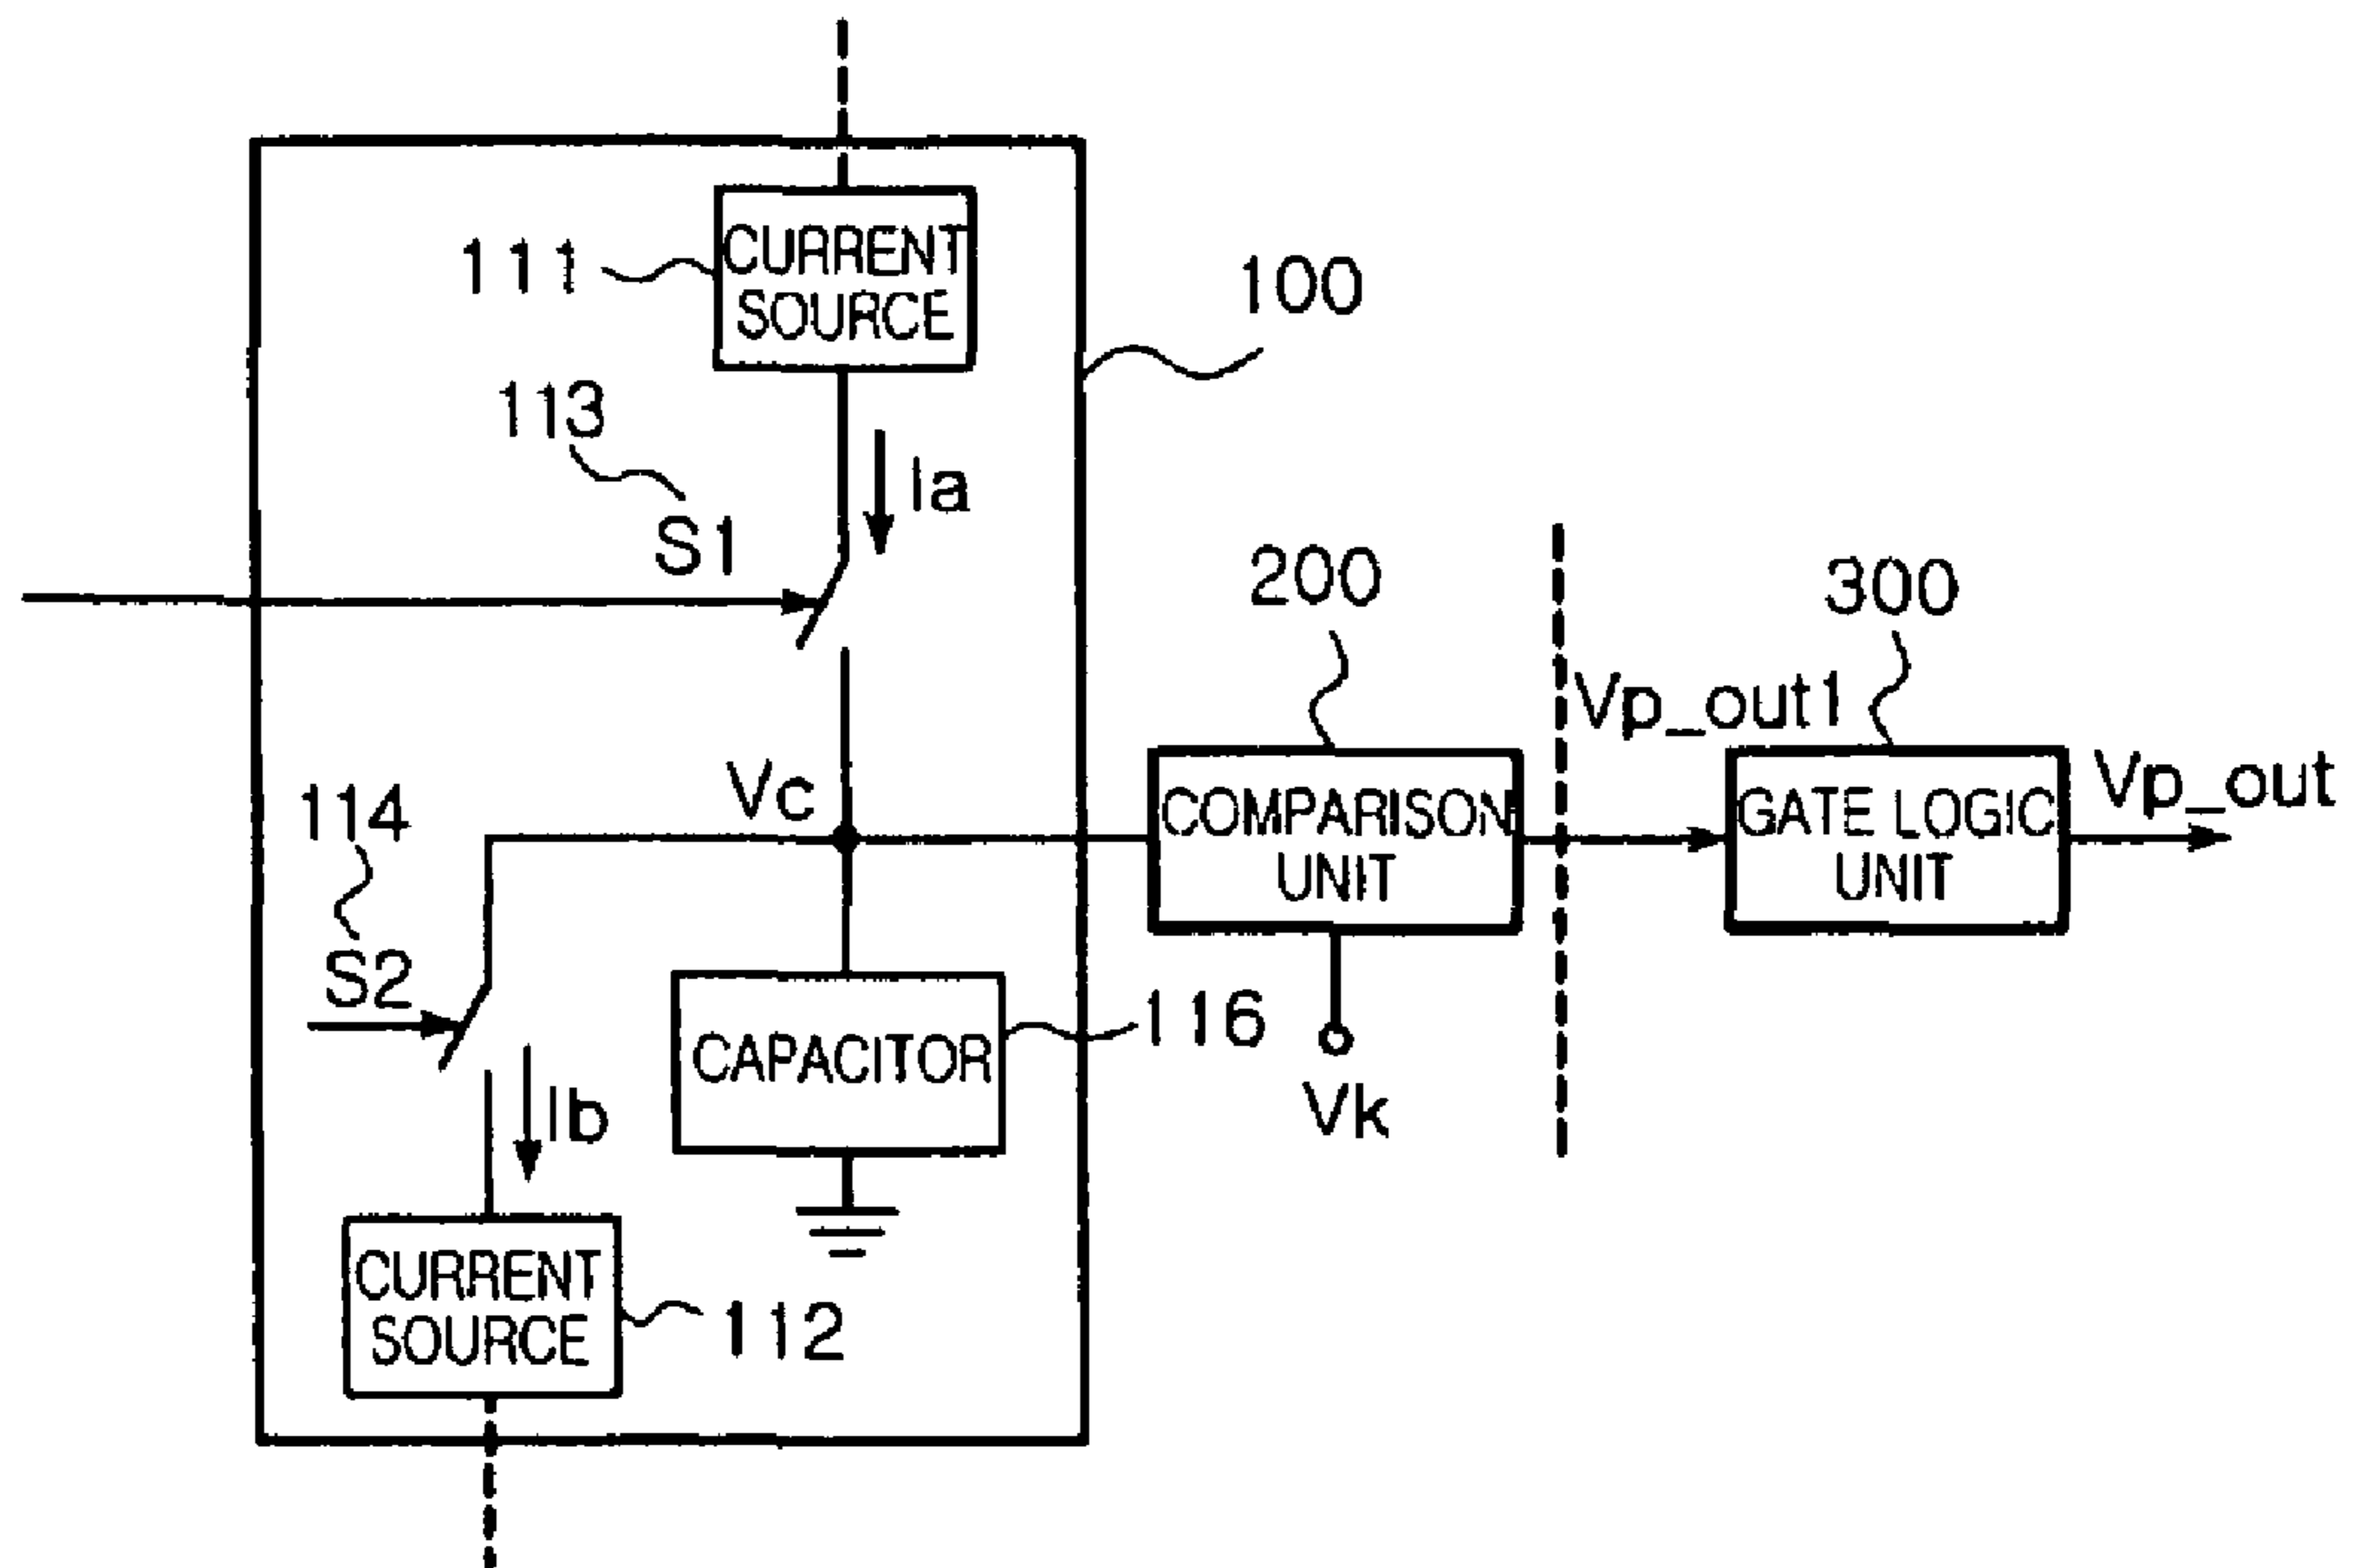 CURRENT
SOURCE
111
100
113
Ia
S1
200
300
Vp_out1
Vc
114
COMPARISON
UNIT
GATE LOGIC
UNIT
Vp_out
S2
CAPACITOR
116
Ib
Vk
CURRENT
SOURCE
112